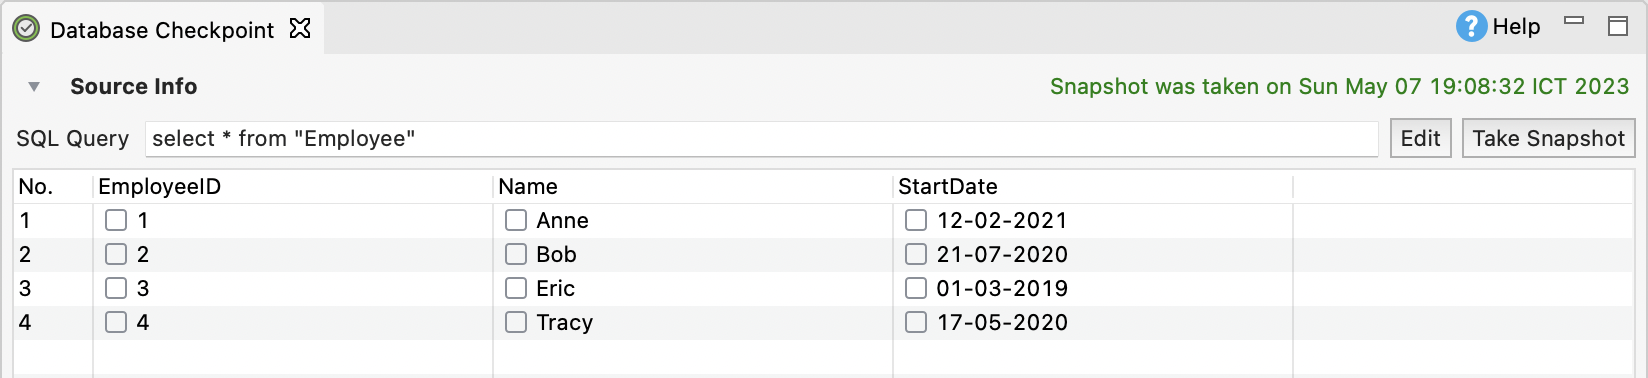 Database Checkpoint
Help
Source Info Snapshot was taken on Sun May 07 19:08:32 ICT 2023
SQL Query select * from "Employee" Edit Take Snapshot
No. EmployeeID Name StartDate
1 1 Anne 12-02-2021
2 2 Bob 21-07-2020
3 3 Eric 01-03-2019
4 4 Tracy 17-05-2020